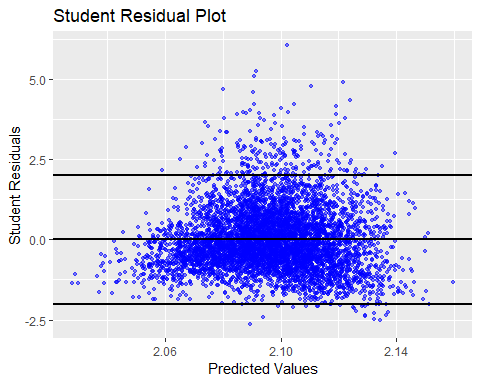 Student Residual Plot
Student Residuals
5.0
2.5
0.0
-2.5
2.06
2.10
2.14
Predicted Values